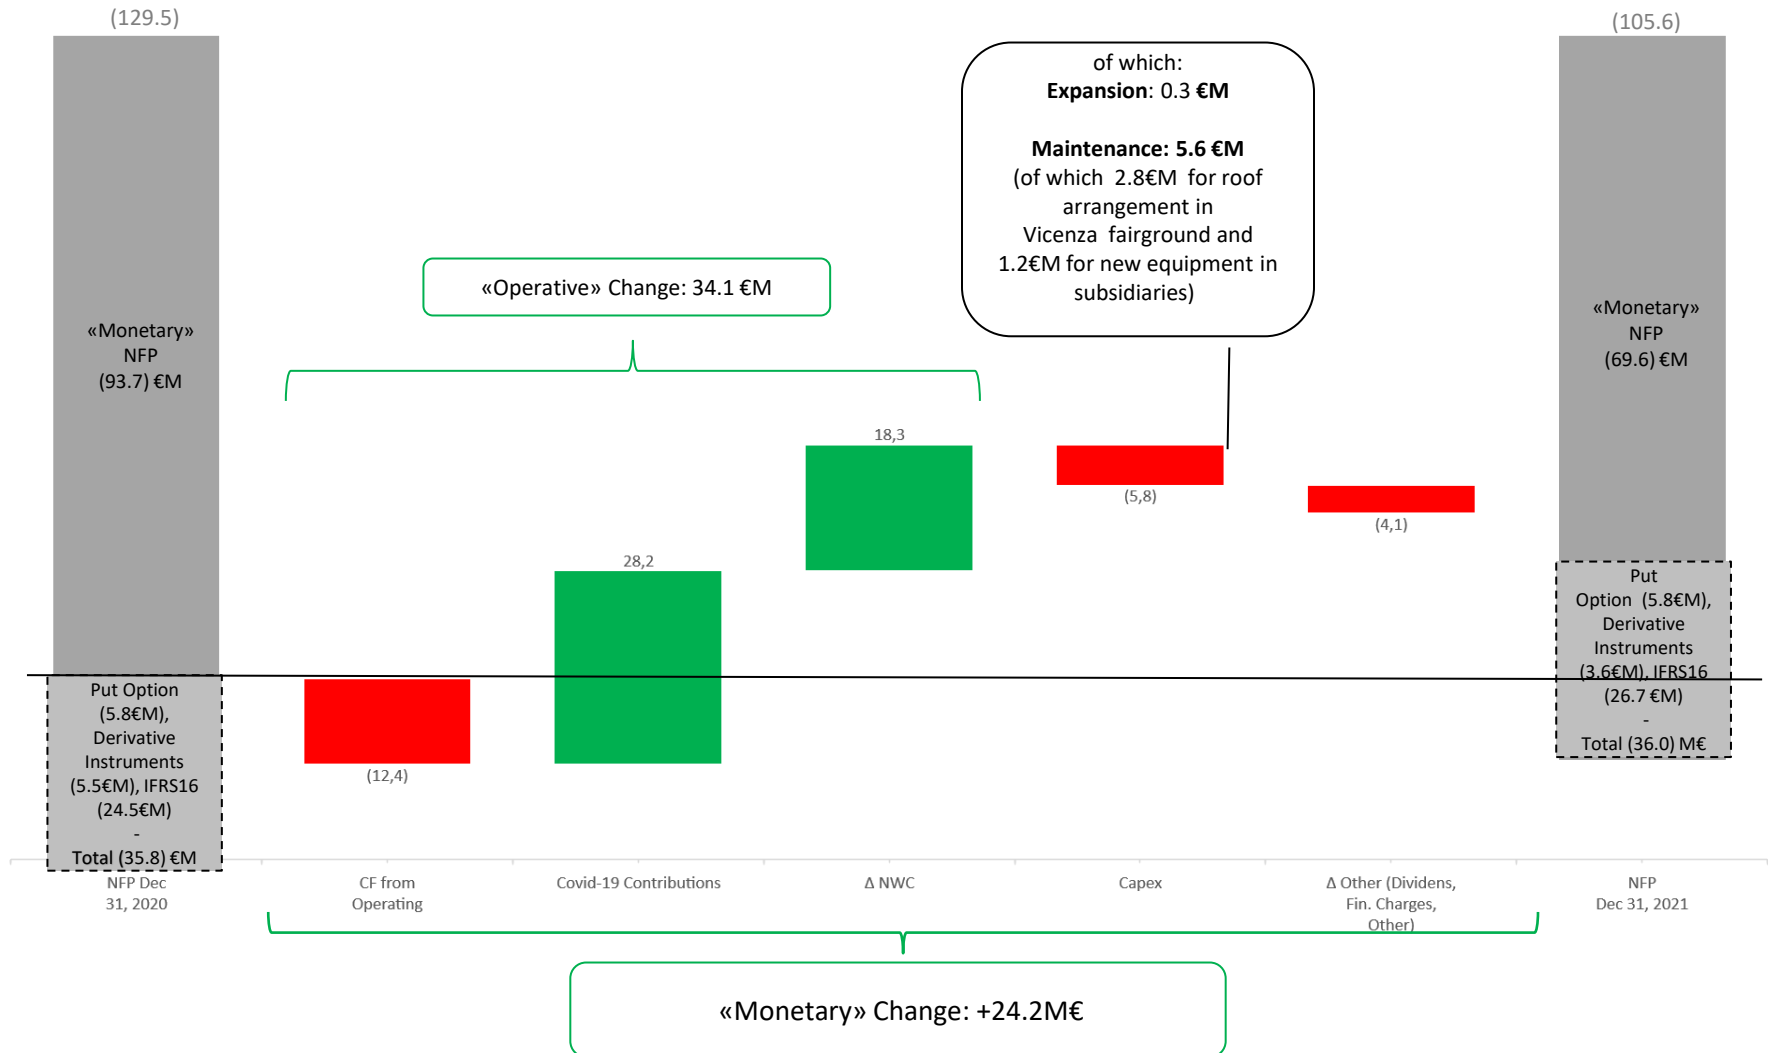 (129.5)
(105.6)
of which:
Expansion: 0.3 €M
Maintenance: 5.6 €M
(of which 2.8€M for roof
arrangement in
Vicenza fairground and
1.2€M for new equipment in
subsidiaries)
«Operative» Change: 34.1 €M
«Monetary»
NFP
(93.7) €M
«Monetary»
NFP
(69.6) €M
18,3
(5,8)
(4,1)
28,2
(12,4)
Put Option
(5.8€M),
Derivative
Instruments
(5.5€M), IFRS16
(24.5€M)
-
Total (35.8) €M
Put
Option (5.8€M),
Derivative
Instruments
(3.6€M), IFRS16
(26.7 €M)
-
Total (36.0) M€
NFP Dec
31, 2020
CF from
Operating
Covid-19 Contributions
Δ NWC
Capex
Δ Other (Dividens,
Fin. Charges,
Other)
NFP
Dec 31, 2021
«Monetary» Change: +24.2M€